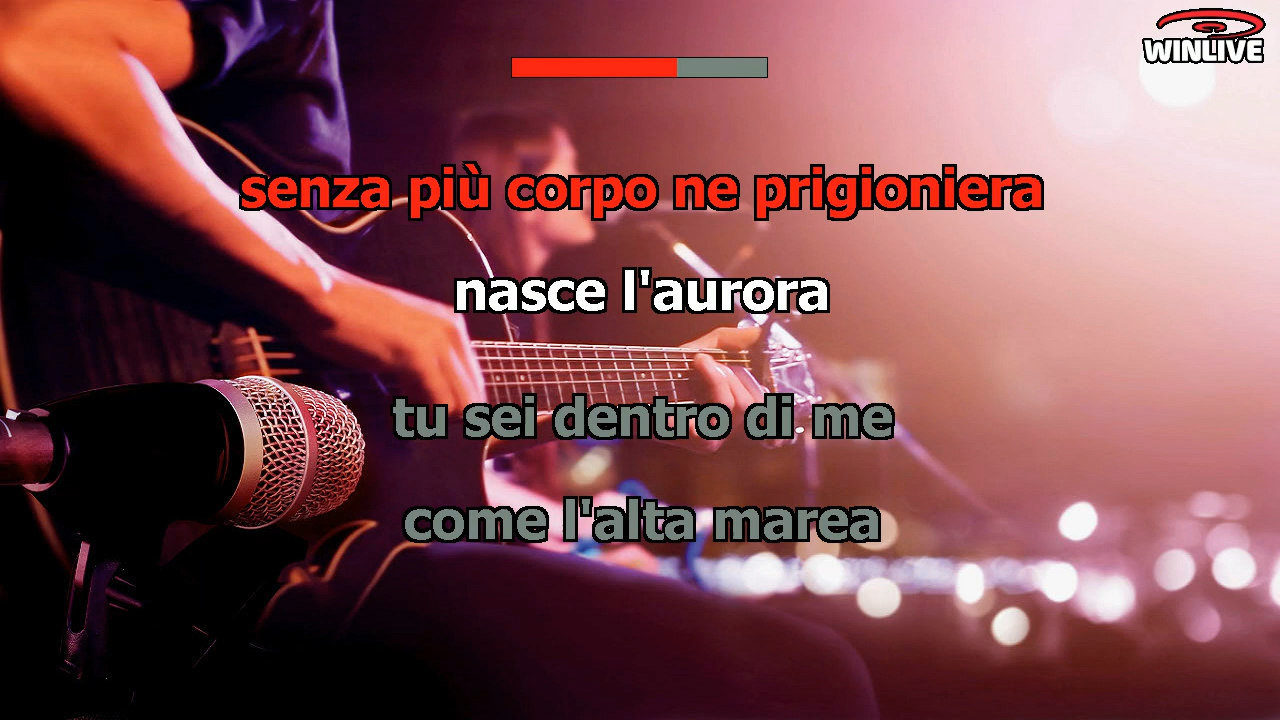 WINLIVE
senza più corpo ne prigioniera
nasce l'aurora
tu sei dentro di me
come l'alta marea